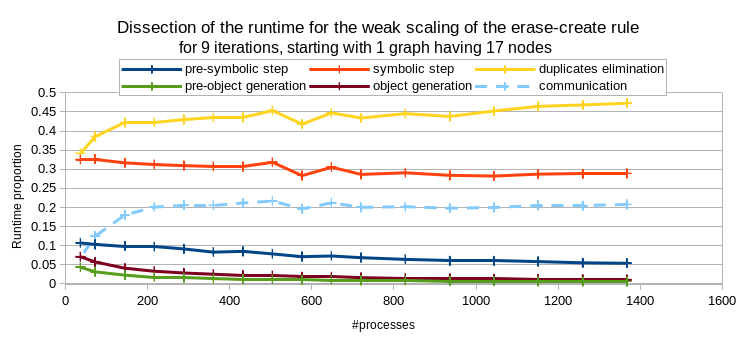 Dissection of the runtime for the weak scaling of the erase-create rule
for 9 iterations, starting with 1 graph having 17 nodes
pre-symbolic step symbolic step duplicates elimination
pre-object generation object generation communication
0.5
0.45
0.4
0.35
0.3
0.25
0.2
0.15
0.1
0.05
0
Runtime proportion
0 200 400 600 800 1000 1200 1400 1600
#processes